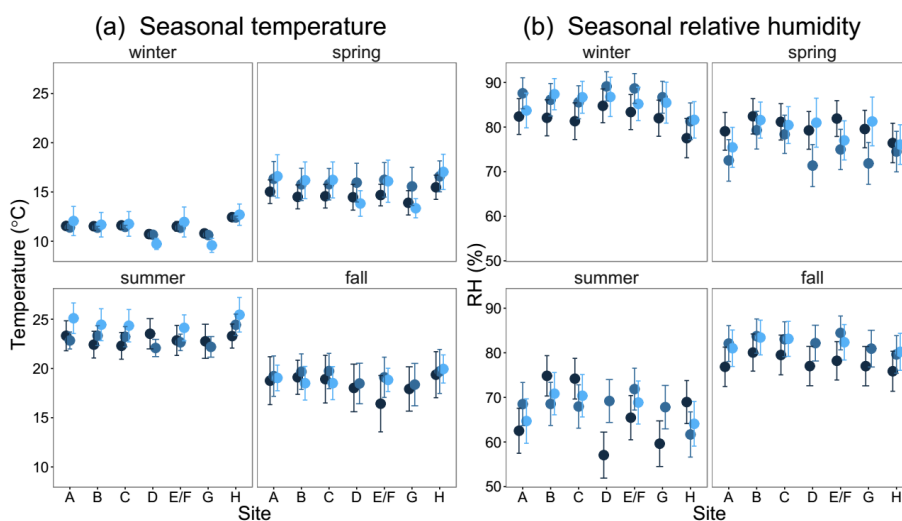 (a) Seasonal temperature
(b) Seasonal relative humidity
winter
spring
winter
spring
25
20
15
10
90
80
70
60
50
Temperature (°C)
RH (%)
summer
fall
summer
fall
25
20
15
10
90
80
70
60
50
A B C D E/F G H
A B C D E/F G H
A B C D E/F G H
A B C D E/F G H
Site
Site